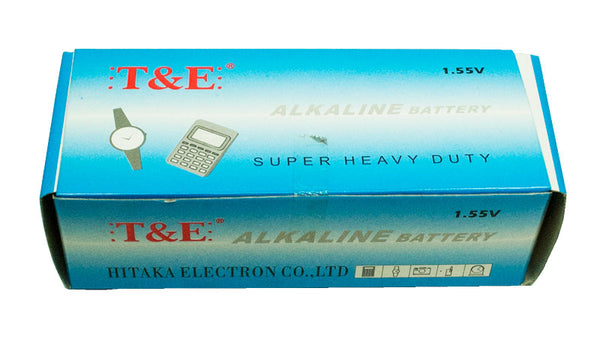 :T&E:®
1.55V
ALKALINE BATTERY
SUPER HEAVY DUTY
:T&E:®
1.55V
ALKALINE BATTERY
HITAKA ELECTRON CO.,LTD